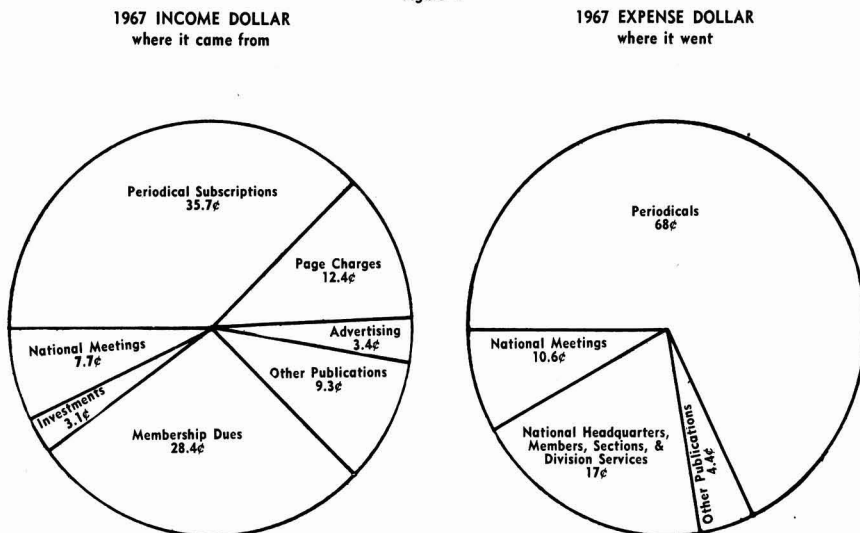 1967 INCOME DOLLAR
where it came from
Periodical Subscriptions
35.7¢
Page Charges
12.4¢
Advertising
3.4¢
Other Publications
9.3¢
Membership Dues
28.4¢
Investments
3.1¢
National Meetings
7.7¢
1967 EXPENSE DOLLAR
where it went
Periodicals
68¢
National Meetings
10.6¢
National Headquarters,
Members, Sections, &
Division Services
17¢
Other Publications
4.4¢